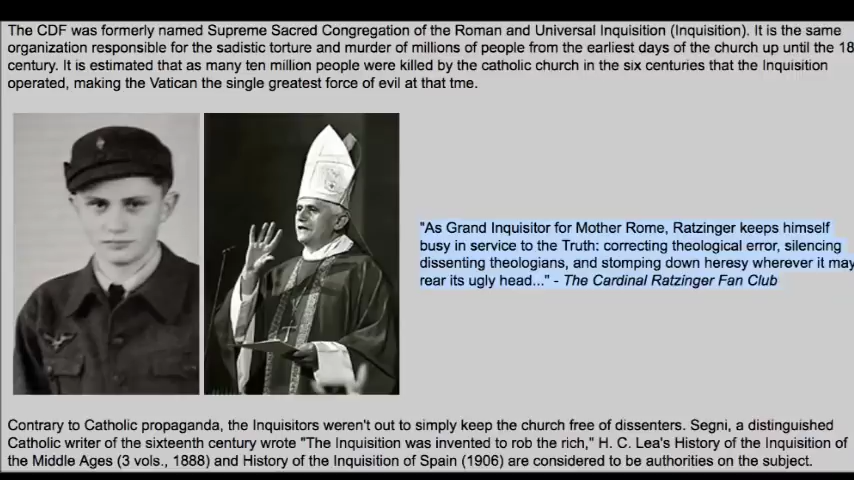 The CDF was formerly named Supreme Sacred Congregation of the Roman and Universal Inquisition (Inquisition). It is the same
organization responsible for the sadistic torture and murder of millions of people from the earliest days of the church up until the 18
century. It is estimated that as many ten million people were killed by the catholic church in the six centuries that the Inquisition
operated, making the Vatican the single greatest force of evil at that tme.
"As Grand Inquisitor for Mother Rome, Ratzinger keeps himself
busy in service to the Truth: correcting theological error, silencing
dissenting theologians, and stomping down heresy wherever it may
rear its ugly head..." - The Cardinal Ratzinger Fan Club
Contrary to Catholic propaganda, the Inquisitors weren't out to simply keep the church free of dissenters. Segni, a distinguished
Catholic writer of the sixteenth century wrote "The Inquisition was invented to rob the rich," H. C. Lea's History of the Inquisition of
the Middle Ages (3 vols., 1888) and History of the Inquisition of Spain (1906) are considered to be authorities on the subject.